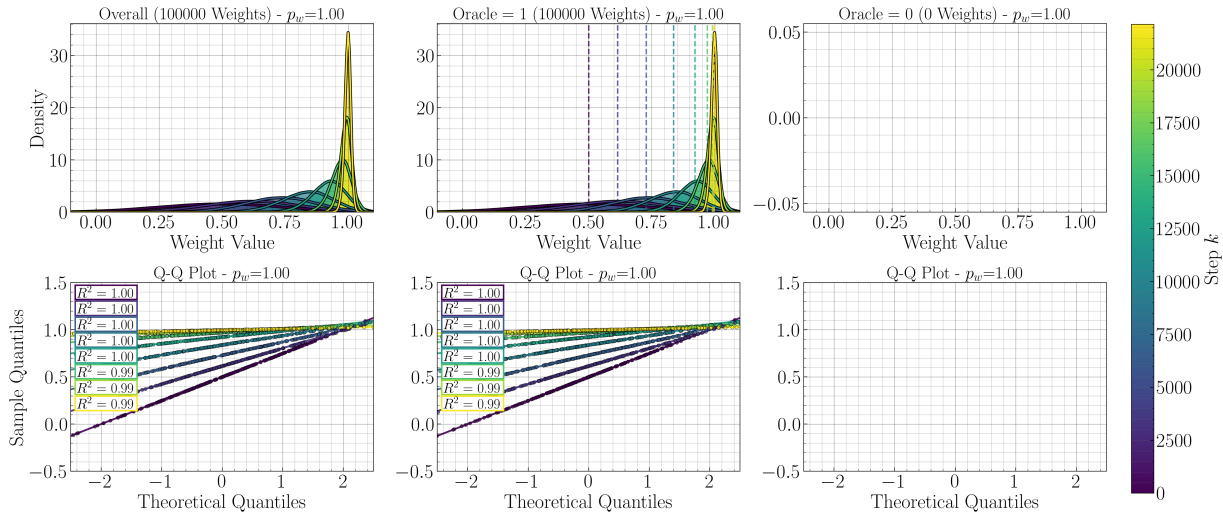 Overall (100000 Weights) - p_w=1.00
Oracle = 1 (100000 Weights) - p_w=1.00
Oracle = 0 (0 Weights) - p_w=1.00
Density
30
20
10
0
0.00 0.25 0.50 0.75 1.00
Weight Value
30
20
10
0
0.00 0.25 0.50 0.75 1.00
Weight Value
0.05
0.00
−0.05
0.00 0.25 0.50 0.75 1.00
Weight Value
Q-Q Plot - p_w=1.00
Q-Q Plot - p_w=1.00
Q-Q Plot - p_w=1.00
Sample Quantiles
1.5
1.0
0.5
0.0
−0.5
R² = 1.00
R² = 1.00
R² = 1.00
R² = 1.00
R² = 1.00
R² = 0.99
R² = 0.99
R² = 0.99
−2 −1 0 1 2
Theoretical Quantiles
1.5
1.0
0.5
0.0
−0.5
R² = 1.00
R² = 1.00
R² = 1.00
R² = 1.00
R² = 1.00
R² = 0.99
R² = 0.99
R² = 0.99
−2 −1 0 1 2
Theoretical Quantiles
1.5
1.0
0.5
0.0
−0.5
−2 −1 0 1 2
Theoretical Quantiles
20000
17500
15000
12500
10000
7500
5000
2500
0
Step k